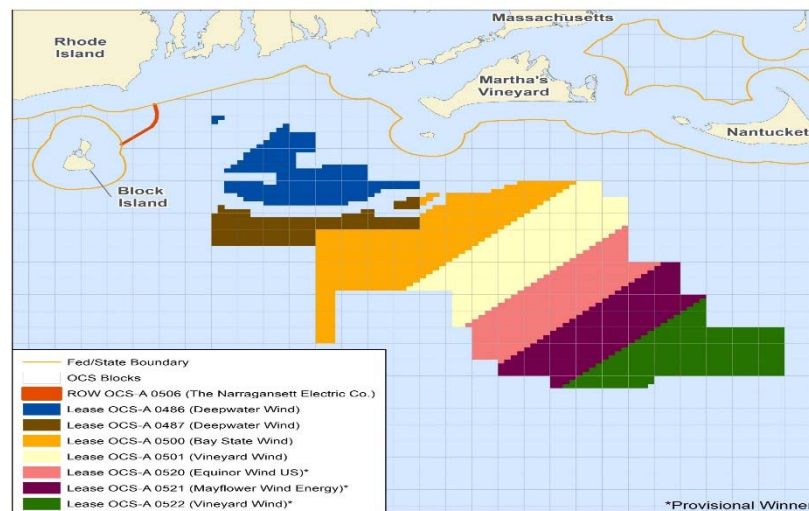 Massachusetts
Rhode
Island
Martha's
Vineyard
Nantucket
Block
Island
Fed/State Boundary
OCS Blocks
ROW OCS-A 0506 (The Narragansett Electric Co.)
Lease OCS-A 0486 (Deepwater Wind)
Lease OCS-A 0487 (Deepwater Wind)
Lease OCS-A 0500 (Bay State Wind)
Lease OCS-A 0501 (Vineyard Wind)
Lease OCS-A 0520 (Equinor Wind US)*
Lease OCS-A 0521 (Mayflower Wind Energy)*
Lease OCS-A 0522 (Vineyard Wind)*
*Provisional Winner